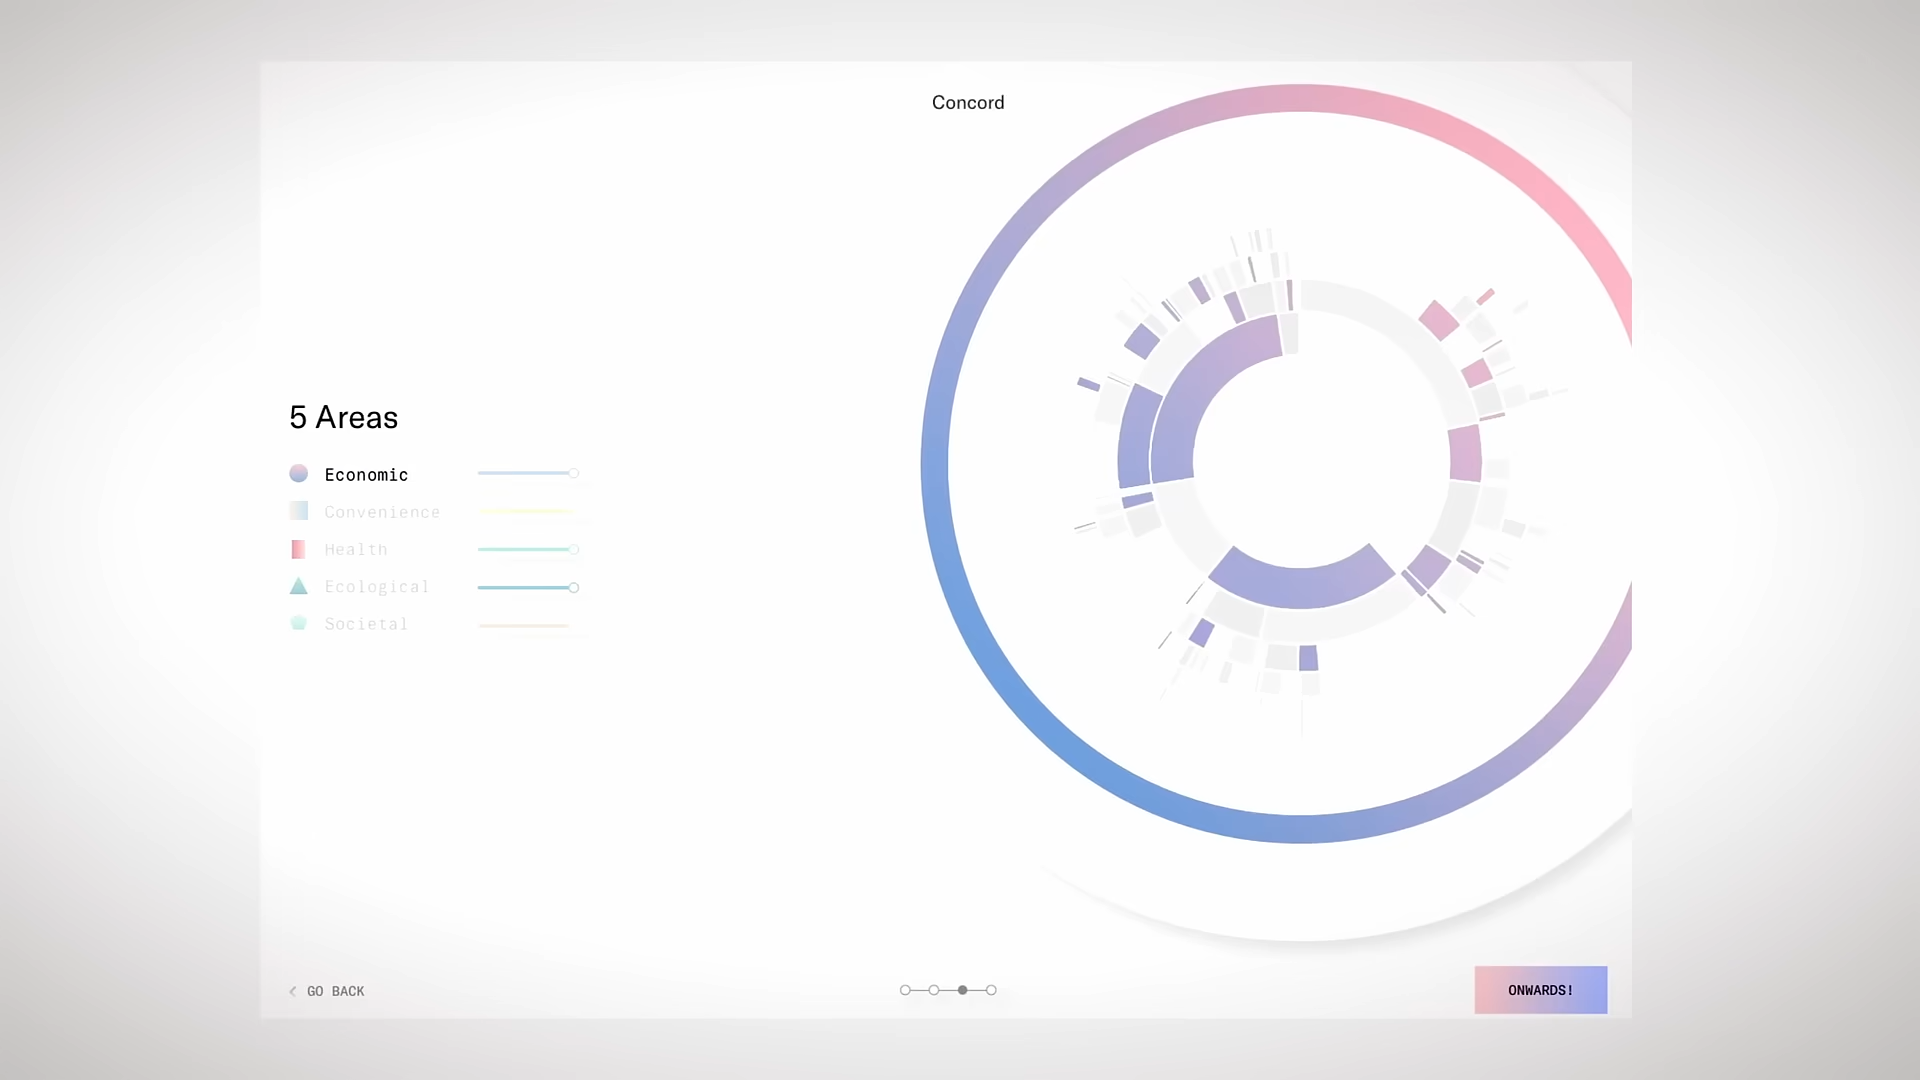 Concord
5 Areas
Economic
Convenience
Health
Ecological
Societal
GO BACK
ONWARDS!